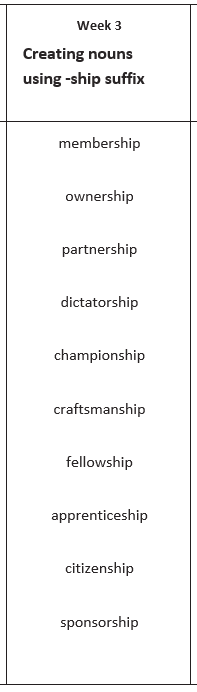 Week 3
Creating nouns
using -ship suffix
membership
ownership
partnership
dictatorship
championship
craftsmanship
fellowship
apprenticeship
citizenship
sponsorship